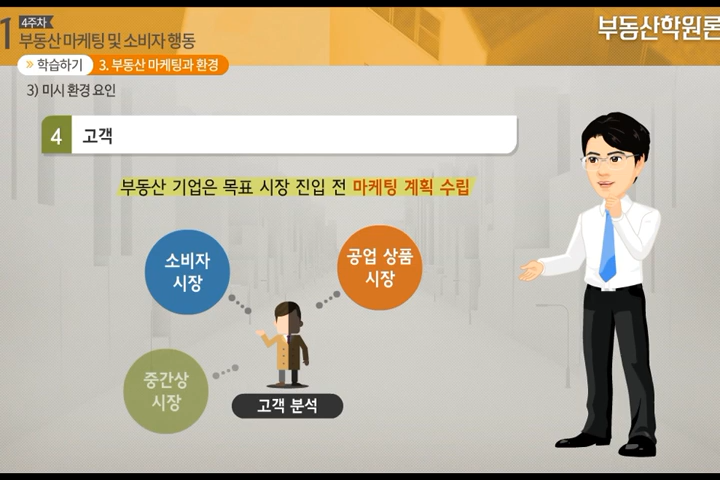 4주차
1 부동산 마케팅 및 소비자 행동
부동산학원론
» 학습하기
3. 부동산 마케팅과 환경
3) 미시 환경 요인
4 고객
부동산 기업은 목표 시장 진입 전 마케팅 계획 수립
소비자
시장
공업 상품
시장
중간상
시장
고객 분석